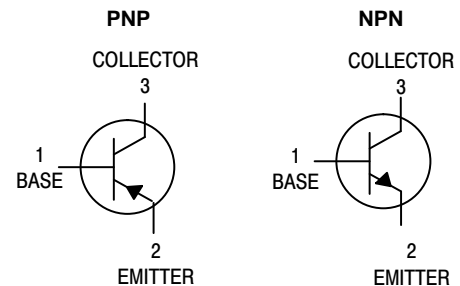 PNP
COLLECTOR
3
1
BASE
2
EMITTER
NPN
COLLECTOR
3
1
BASE
2
EMITTER